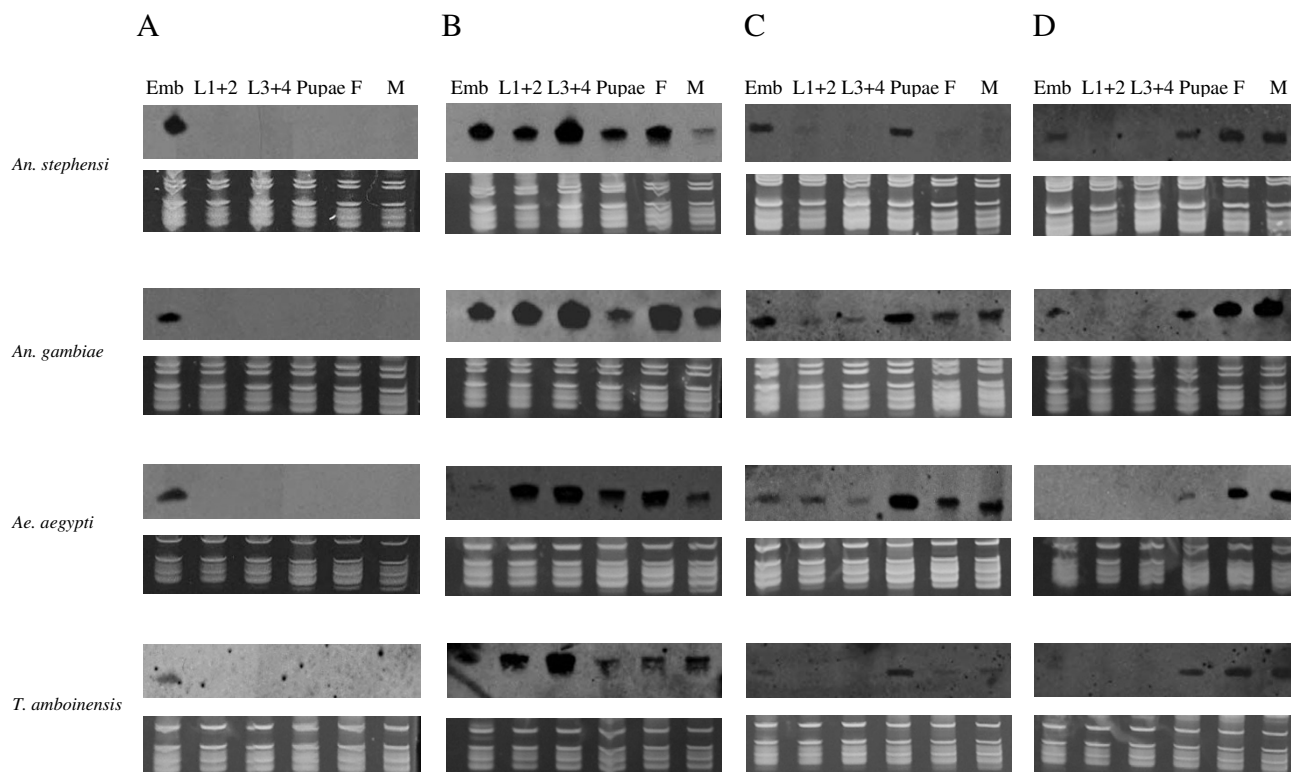 A B C D
Emb L1+2 L3+4 Pupae F M Emb L1+2 L3+4 Pupae F M Emb L1+2 L3+4 Pupae F M Emb L1+2 L3+4 Pupae F M
An. stephensi
An. gambiae
Ae. aegypti
T. amboinensis